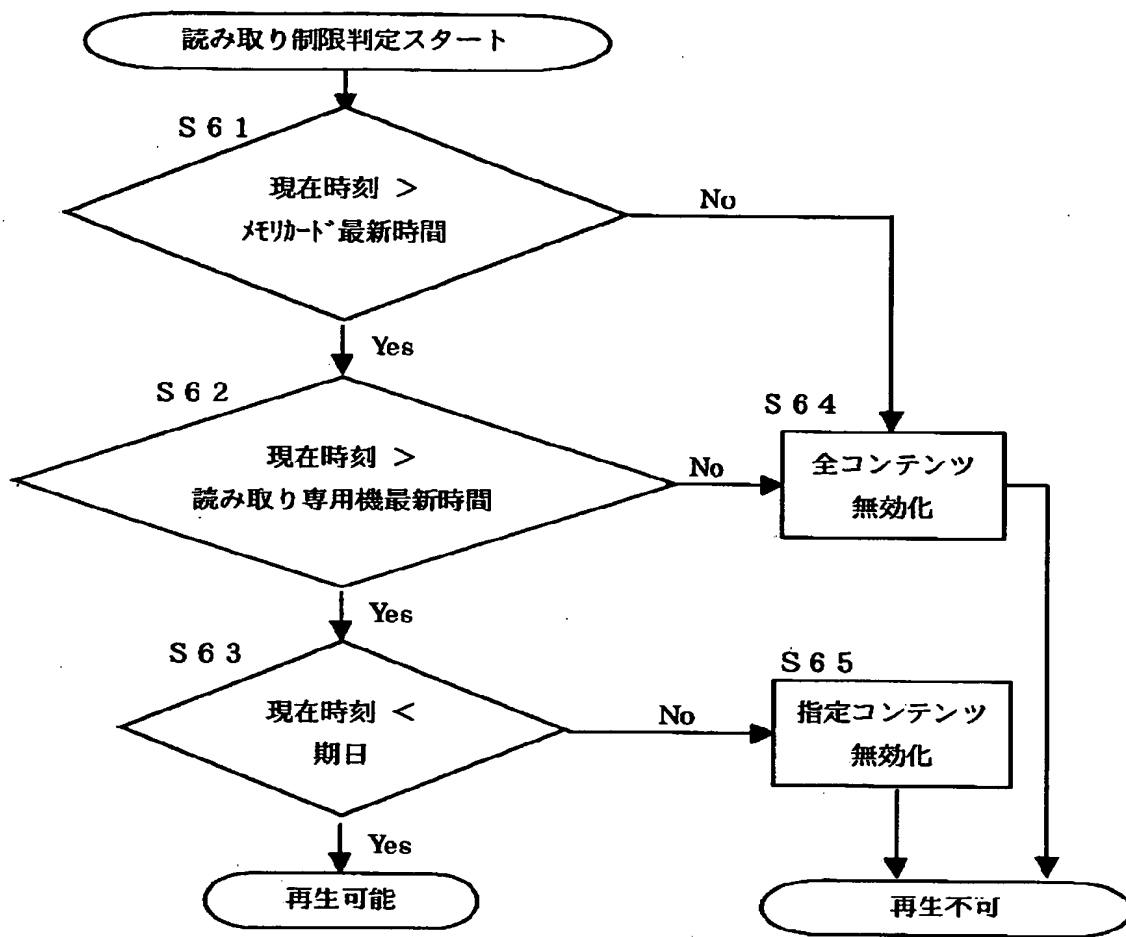 読み取り制限判定スタート
S61
現在時刻 >
ﾒﾓﾘｶｰﾄﾞ最新時間
No
Yes
S62
現在時刻 >
読み取り専用機最新時間
No
S64
全コンテンツ
無効化
Yes
S63
現在時刻 <
期日
No
S65
指定コンテンツ
無効化
Yes
再生可能
再生不可